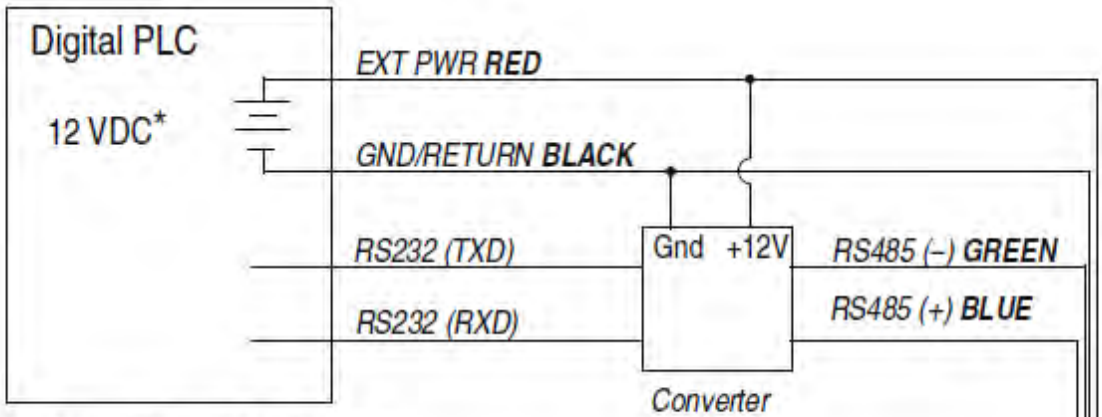 Digital PLC
12 VDC*
EXT PWR RED
GND/RETURN BLACK
RS232 (TXD)
RS232 (RXD)
Gnd +12V
RS485 (–) GREEN
RS485 (+) BLUE
Converter